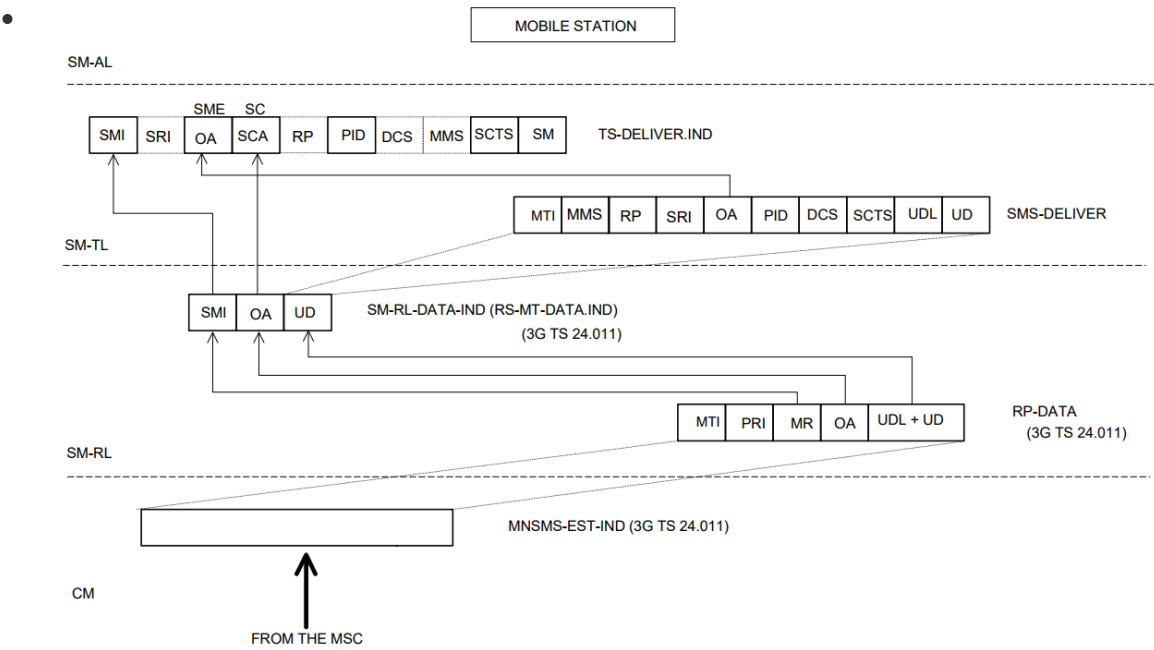 MOBILE STATION
SM-AL
SME SC
SMI SRI OA SCA RP PID DCS MMS SCTS SM TS-DELIVER.IND
MTI MMS RP SRI OA PID DCS SCTS UDL UD SMS-DELIVER
SM-TL
SMI OA UD SM-RL-DATA-IND (RS-MT-DATA.IND)
(3G TS 24.011)
MTI PRI MR OA UDL + UD RP-DATA
(3G TS 24.011)
SM-RL
MNSMS-EST-IND (3G TS 24.011)
CM
FROM THE MSC